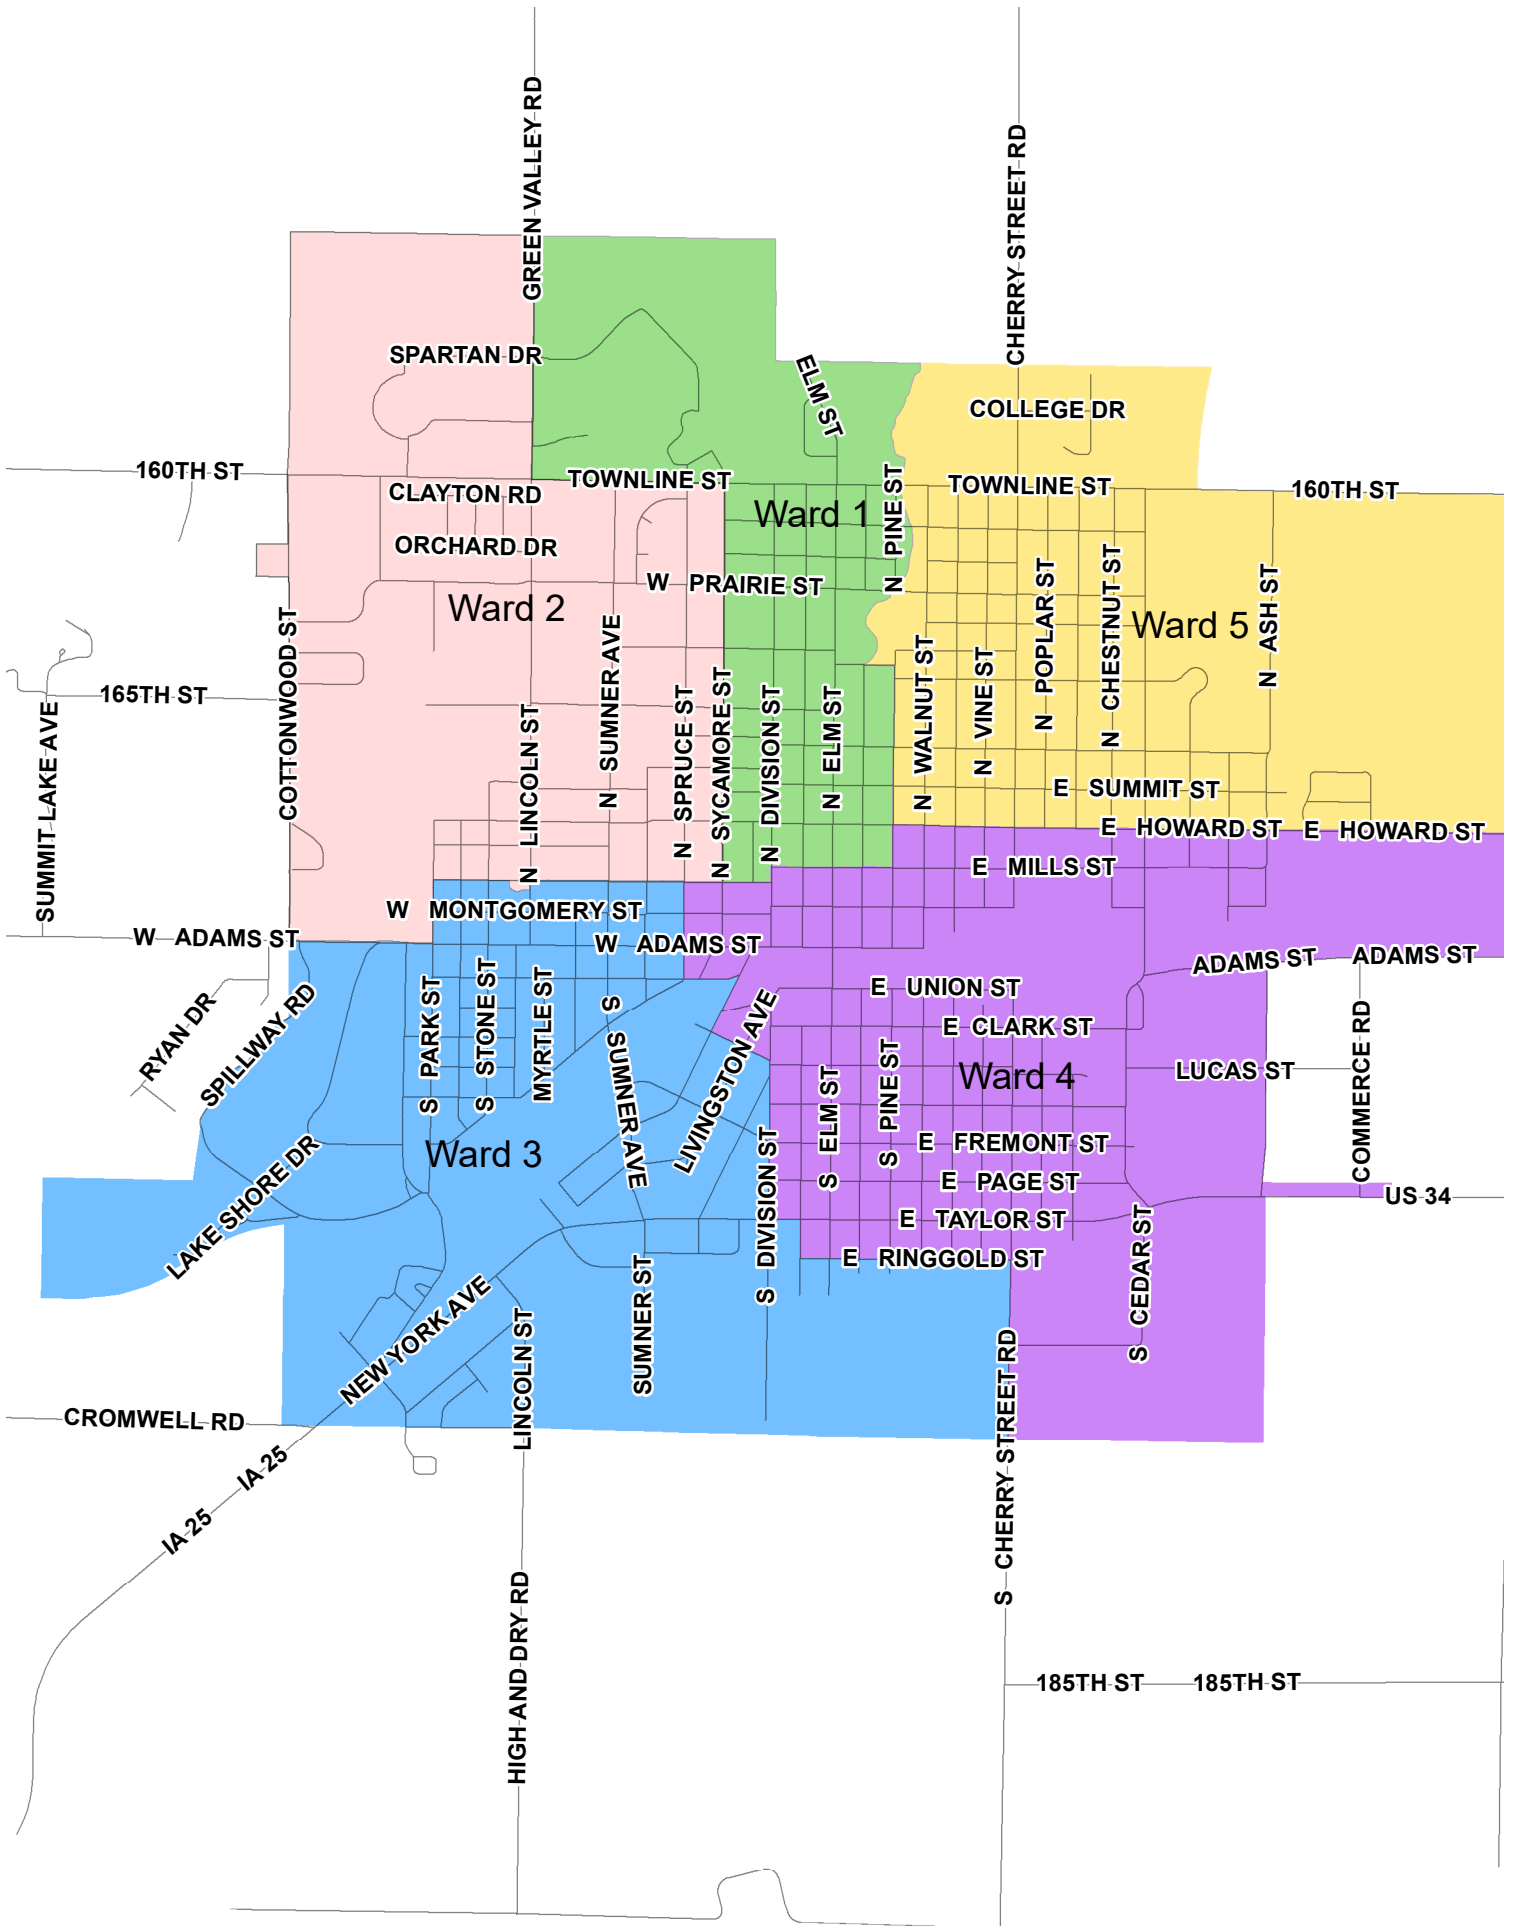 GREEN VALLEY RD
CHERRY STREET RD
SPARTAN DR
ELM ST
COLLEGE DR
160TH ST
TOWNLINE ST
TOWNLINE ST
160TH ST
CLAYTON RD
Ward 1
N PINE ST
ORCHARD DR
W PRAIRIE ST
Ward 2
N POPLAR ST
N CHESTNUT ST
Ward 5
N ASH ST
COTTONWOOD ST
N SUMNER AVE
165TH ST
SUMMIT LAKE AVE
N LINCOLN ST
N SPRUCE ST
N SYCAMORE ST
N DIVISION ST
N ELM ST
N WALNUT ST
N VINE ST
E SUMMIT ST
E HOWARD ST
E HOWARD ST
E MILLS ST
W MONTGOMERY ST
W ADAMS ST
W ADAMS ST
ADAMS ST
ADAMS ST
RYAN DR
SPILLWAY RD
S PARK ST
S STONE ST
MYRTLE ST
S SUMNER AVE
LIVINGSTON AVE
E UNION ST
E CLARK ST
COMMERCE RD
S ELM ST
S PINE ST
Ward 4
LUCAS ST
Ward 3
LAKE SHORE DR
S DIVISION ST
E FREMONT ST
E PAGE ST
US 34
E TAYLOR ST
S CEDAR ST
E RINGGOLD ST
NEW YORK AVE
LINCOLN ST
SUMNER ST
S CHERRY STREET RD
CROMWELL RD
IA 25
IA 25
HIGH AND DRY RD
185TH ST
185TH ST